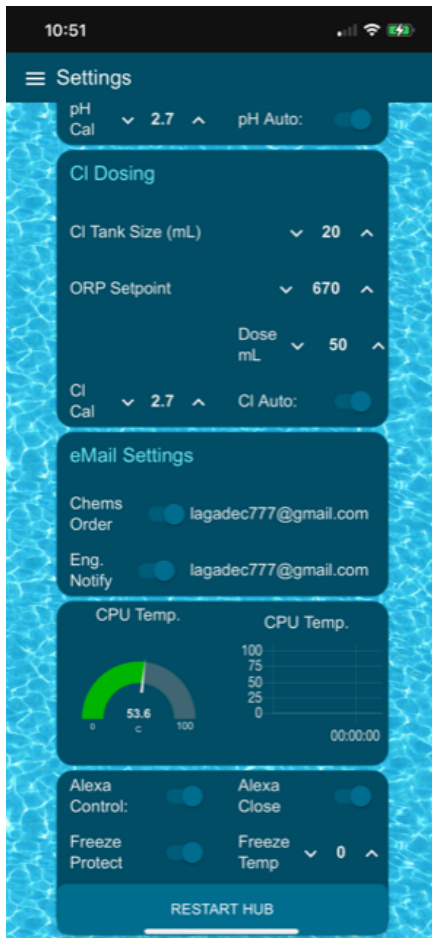 10:51
Settings
pH
Cal
2.7
pH Auto:
Cl Dosing
Cl Tank Size (mL)
20
ORP Setpoint
670
Dose
mL
50
Cl
Cal
2.7
Cl Auto:
eMail Settings
Chems
Order
lagadec777@gmail.com
Eng.
Notify
lagadec777@gmail.com
CPU Temp.
53.6
0
C
100
CPU Temp.
100
75
50
25
0
00:00:00
Alexa
Control:
Alexa
Close
Freeze
Protect
Freeze
Temp
0
RESTART HUB